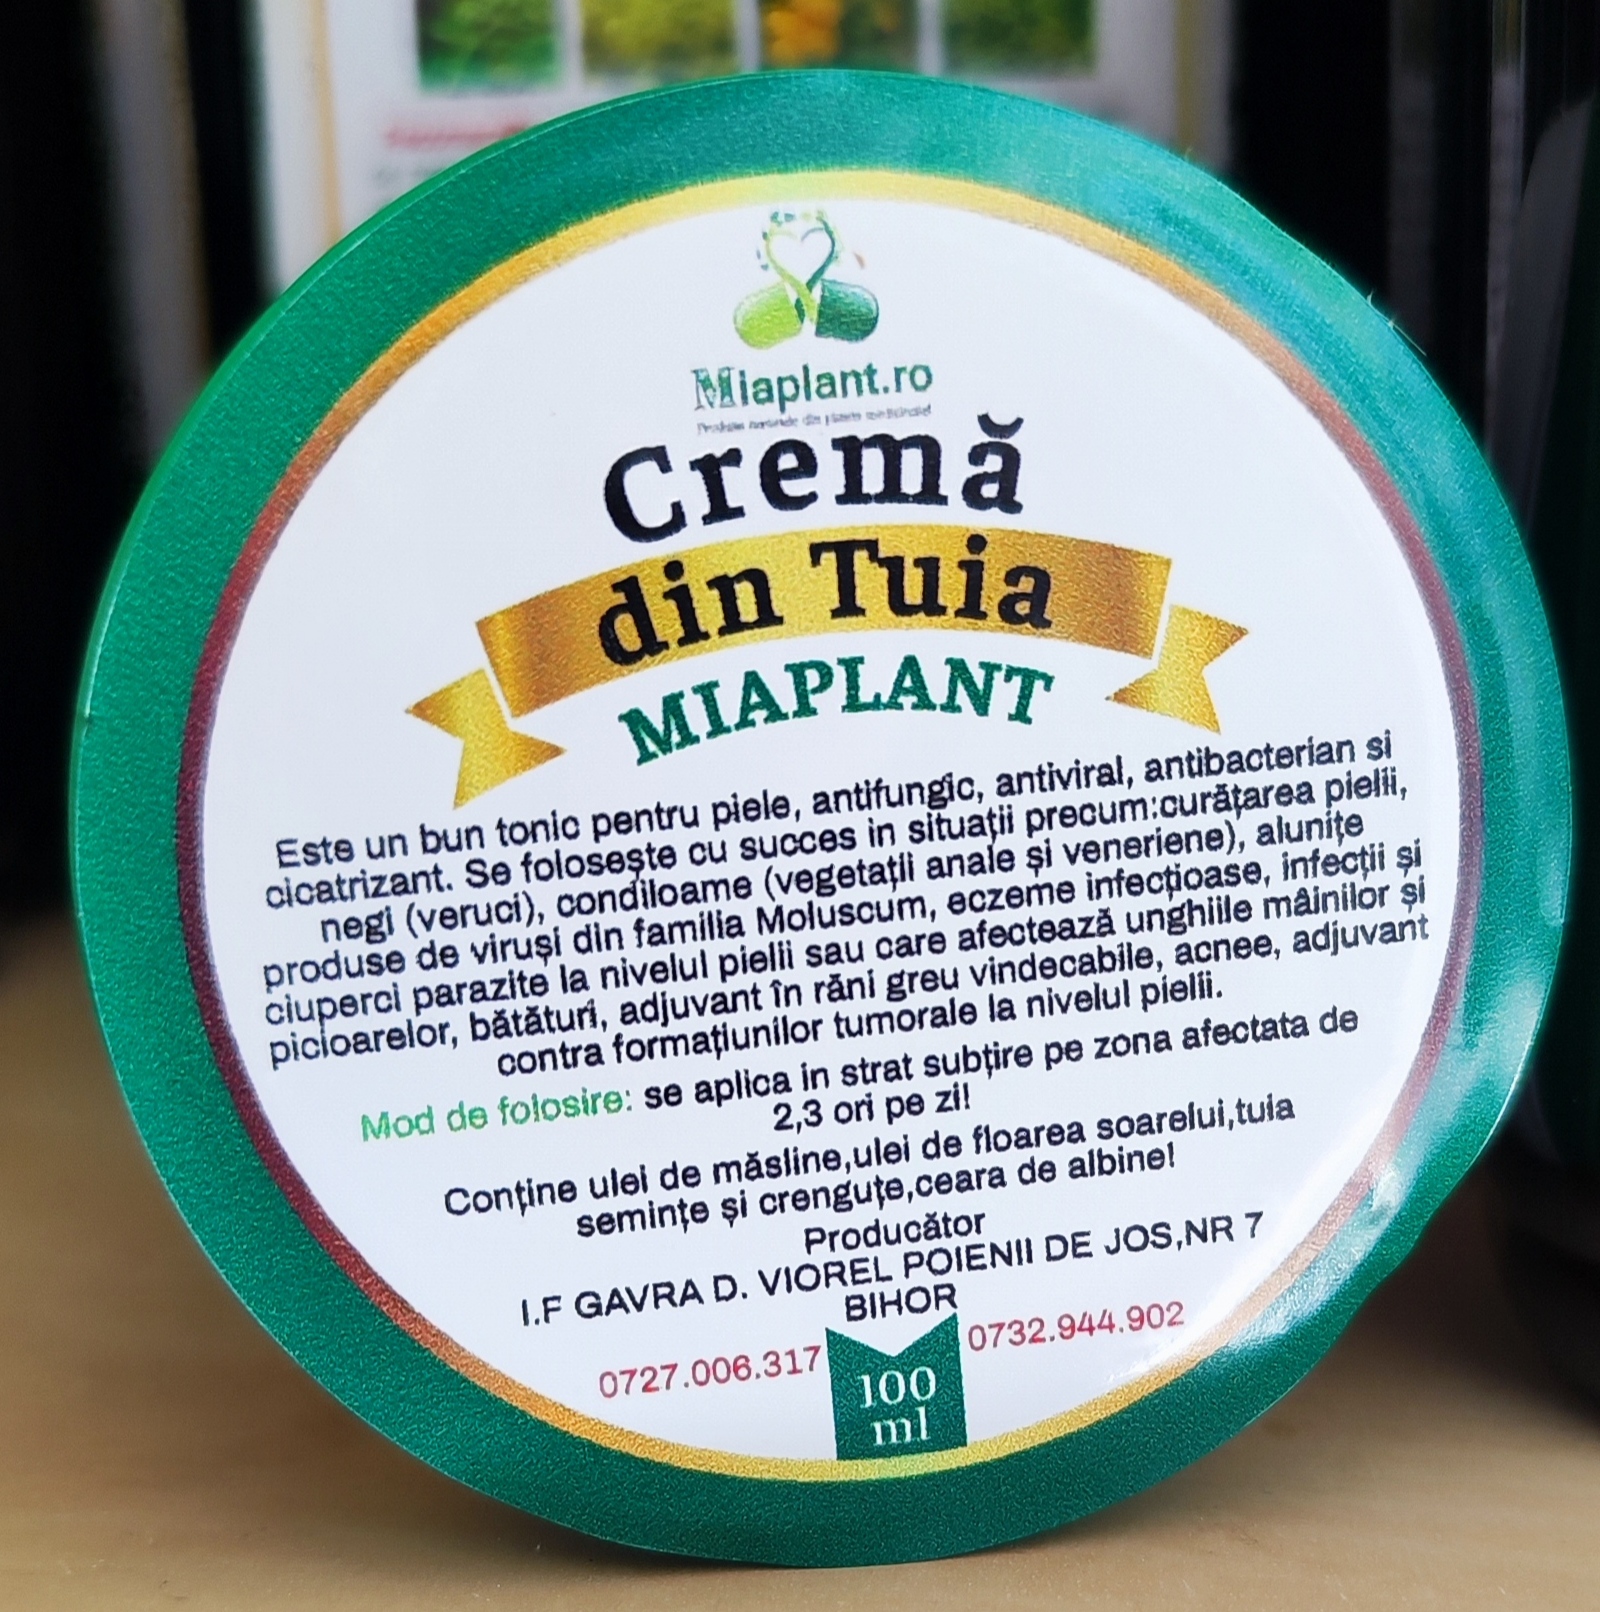 Miaplant.ro
Cremă
din Tuia
MIAPLANT
Este un bun tonic pentru piele, antifungic, antiviral, antibacterian si
cicatrizant. Se folosește cu succes in situații precum:curățarea pielii,
negi (veruci), condiloame (vegetații anale și veneriene), alunițe
produse de viruși din familia Moluscum, eczeme infecțioase, infecții și
ciuperci parazite la nivelul pielii sau care afectează unghiile mâinilor și
picioarelor, bătături, adjuvant în răni greu vindecabile, acnee, adjuvant
contra formațiunilor tumorale la nivelul pielii.
Mod de folosire: se aplica in strat subțire pe zona afectata de
2,3 ori pe zi!
Conține ulei de măsline,ulei de floarea soarelui,tuia
semințe și crenguțe,ceara de albine!
Producător
I.F GAVRA D. VIOREL POIENII DE JOS,NR 7
BIHOR
0727.006.317
0732.944.902
100
ml